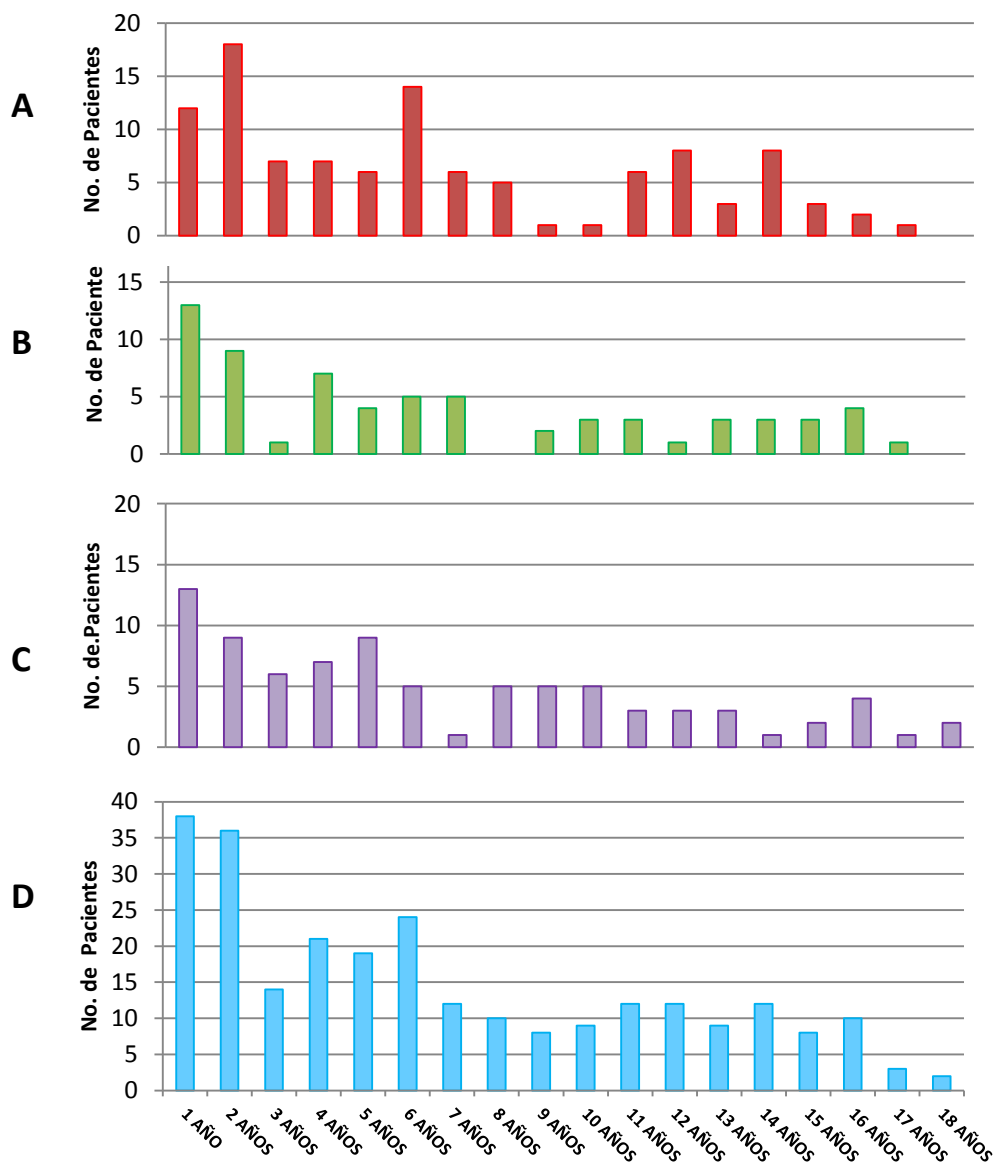 A
No. de Pacientes
20
15
10
5
0
B
No. de Paciente
15
10
5
0
C
No. de.Pacientes
20
15
10
5
0
D
No. de Pacientes
40
35
30
25
20
15
10
5
0
1 AÑO
2 AÑOS
3 AÑOS
4 AÑOS
5 AÑOS
6 AÑOS
7 AÑOS
8 AÑOS
9 AÑOS
10 AÑOS
11 AÑOS
12 AÑOS
13 AÑOS
14 AÑOS
15 AÑOS
16 AÑOS
17 AÑOS
18 AÑOS